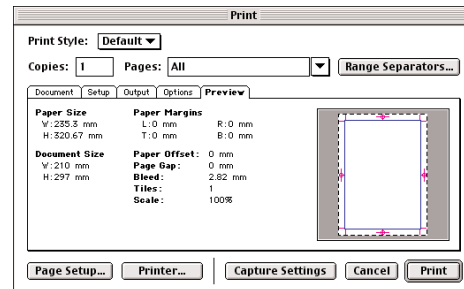 Print
Print Style: Default
Copies: 1 Pages: All Range Separators...
Document Setup Output Options Preview
Paper Size Paper Margins
W:235.3 mm L:0 mm R:0 mm
H:320.67 mm T:0 mm B:0 mm
Document Size Paper Offset: 0 mm
W:210 mm Page Gap: 0 mm
H:297 mm Bleed: 2.82 mm
Tiles: 1
Scale: 100%
Page Setup... Printer... Capture Settings Cancel Print